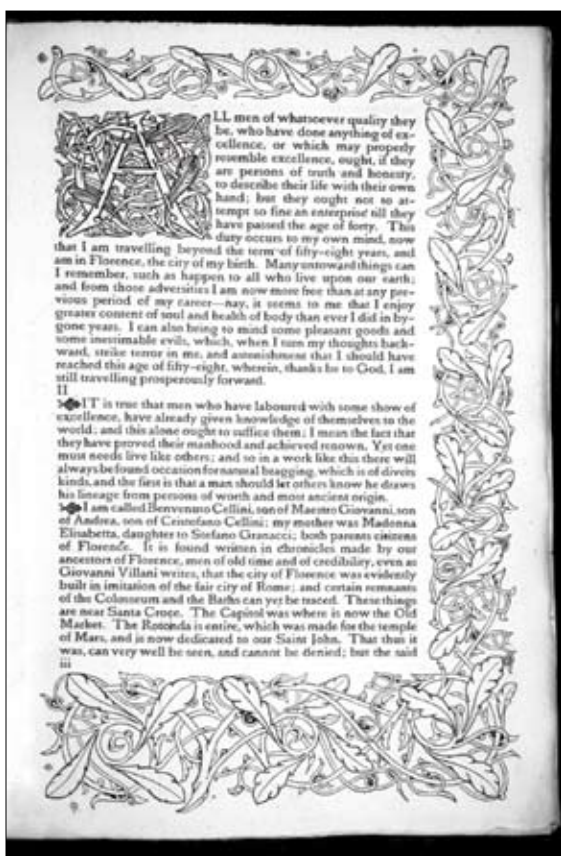 ALL men of whatsoever quality they
be, who have done anything of ex-
cellence, or which may properly
resemble excellence, ought, if they
are persons of truth and honesty,
to describe their life with their own
hand; but they ought not so at-
tempt so fine an enterprise till they
have passed the age of forty. This
duty occurs to my own mind, now
that I am travelling beyond the term of fifty-eight years, and
am in Florence, the city of my birth. Many untoward things can
I remember, such as happen to all who live upon our earth;
and from those adversities I am now more free than at any pre-
vious period of my career—nay, it seems to me that I enjoy
greater content of soul and health of body than ever I did in by-
gone years. I can also bring to mind some pleasant goods and
some inestimable evils, which, when I turn my thoughts back-
ward, strike terror in me, and astonishment that I should have
reached this age of fifty-eight, wherein, thanks be to God, I am
still travelling prosperously forward.
II
IT is true that men who have laboured with some show of
excellence, have already given knowledge of themselves to the
world; and this alone ought to suffice them; I mean the fact that
they have proved their manhood and achieved renown. Yet one
must needs live like others; and so in a work like this there will
always be found occasion for natural bragging, which is of divers
kinds, and the first is that a man should let others know he draws
his lineage from persons of worth and most ancient origin.
I am called Benvenuto Cellini, son of Maestro Giovanni, son
of Andrea, son of Cristofano Cellini; my mother was Madonna
Elisabetta, daughter to Stefano Granacci; both parents citizens
of Florence. It is found written in chronicles made by our
ancestors of Florence, men of old time and of credibility, even as
Giovanni Villani writes, that the city of Florence was evidently
built in imitation of the fair city of Rome; and certain remnants
of the Colosseum and the Baths can yet be traced. These things
are near Santa Croce. The Capitol was where is now the Old
Market. The Rotonda is entire, which was made for the temple
of Mars, and is now dedicated to our Saint John. That thus it
was, can very well be seen, and cannot be denied; but the said
iii